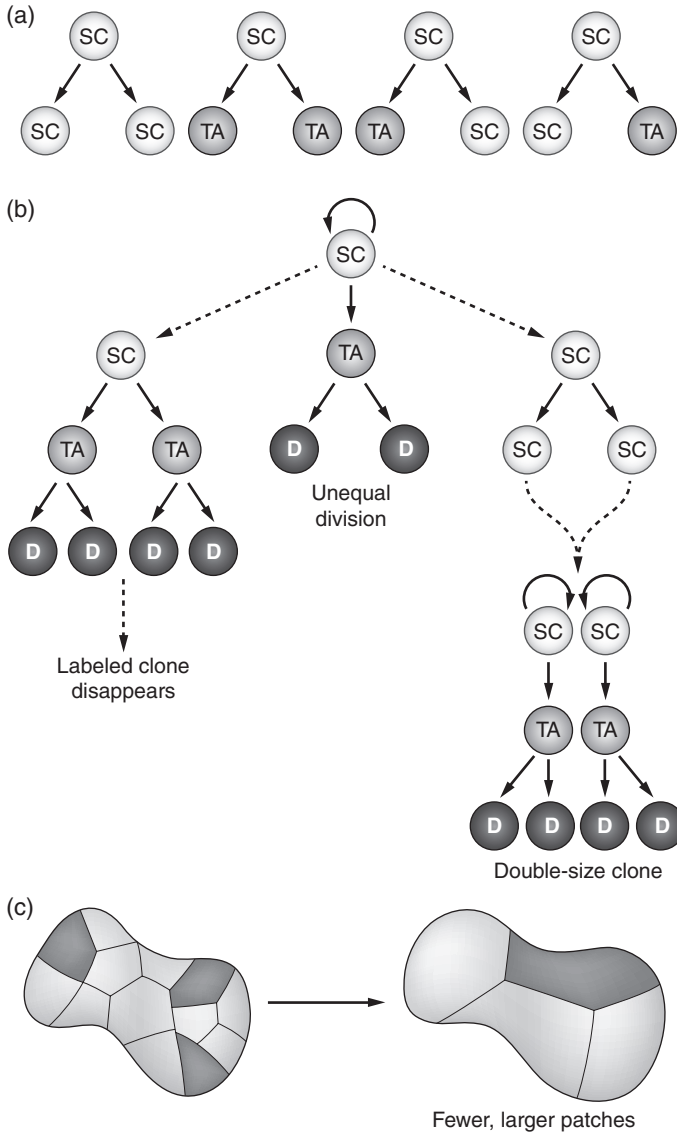 (a)
SC SC SC SC
SC SC TA TA TA SC SC TA
(b)
SC
SC TA SC
TA TA D D SC SC
Unequal
division
D D D D
SC SC
Labeled clone
disappears
TA TA
D D D D
Double-size clone
(c)
Fewer, larger patches